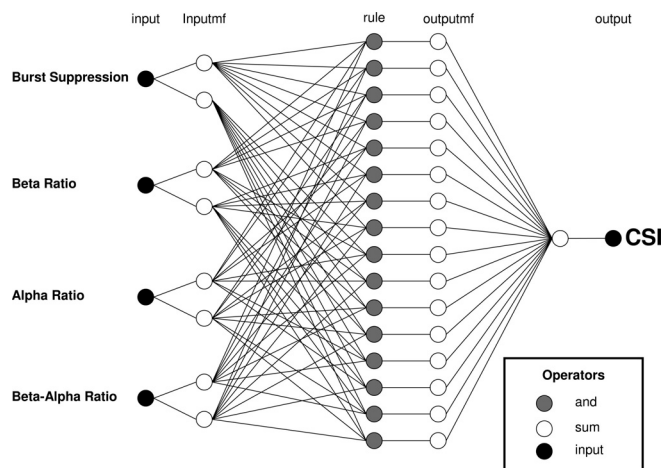 input Inputmf rule outputmf output
Burst Suppression
Beta Ratio
CSI
Alpha Ratio
Beta-Alpha Ratio
Operators
and
sum
input